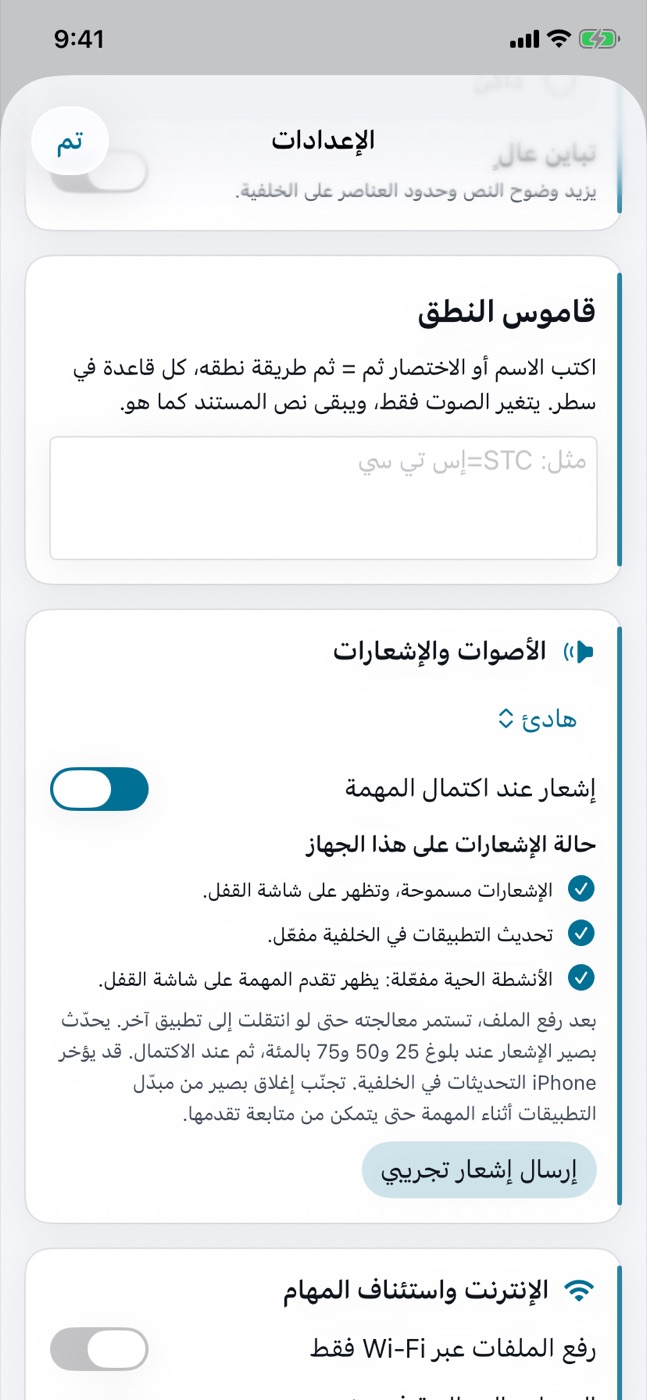 9:41
داكن
الإعدادات
تم
تباين عالٍ
يزيد وضوح النص وحدود العناصر على الخلفية.
قاموس النطق
اكتب الاسم أو الاختصار ثم = ثم طريقة نطقه، كل قاعدة في
سطر. يتغير الصوت فقط، ويبقى نص المستند كما هو.
مثل: STC=إس تي سي
الأصوات والإشعارات
هادئ
إشعار عند اكتمال المهمة
حالة الإشعارات على هذا الجهاز
الإشعارات مسموحة، وتظهر على شاشة القفل.
تحديث التطبيقات في الخلفية مفعّل.
الأنشطة الحية مفعّلة: يظهر تقدم المهمة على شاشة القفل.
بعد رفع الملف، تستمر معالجته حتى لو انتقلت إلى تطبيق آخر. يحدّث
بصير الإشعار عند بلوغ 25 و50 و75 بالمئة، ثم عند الاكتمال. قد يؤخر
iPhone التحديثات في الخلفية. تجنّب إغلاق بصير من مبدّل
التطبيقات أثناء المهمة حتى يتمكن من متابعة تقدمها.
إرسال إشعار تجريبي
الإنترنت واستئناف المهام
رفع الملفات عبر Wi-Fi فقط